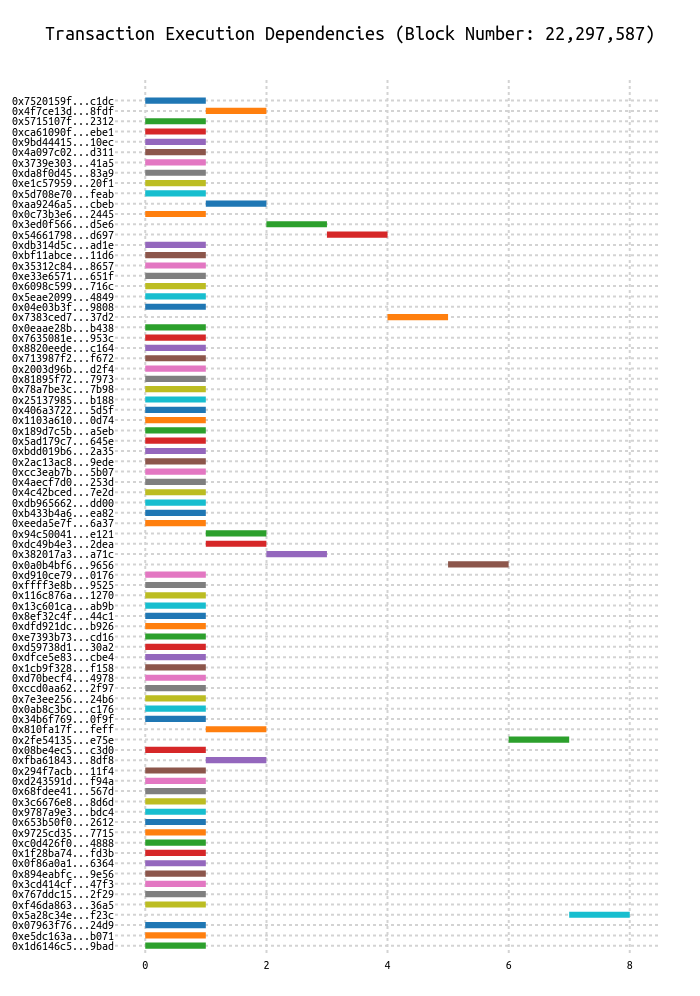 Transaction Execution Dependencies (Block Number: 22,297,587)
0x7520159f...c1dc
0x4f7ce13d...8fdf
0x5715107f...2312
0xca61090f...ebe1
0x9bd44415...10ec
0x4a097c02...d311
0x3739e303...41a5
0xda8f0d45...83a9
0xe1c57959...20f1
0x5d708e70...feab
0xaa9246a5...cbeb
0x0c73b3e6...2445
0x3ed0f566...d5e6
0x54661798...d697
0xdb314d5c...ad1e
0xbf11abce...11d6
0x35312c84...8657
0xe33e6571...651f
0x6098c599...716c
0x5eae2099...4849
0x04e03b3f...9808
0x7383ced7...37d2
0x0eaae28b...b438
0x7635081e...953c
0x8820eede...c164
0x713987f2...f672
0x2003d96b...d2f4
0x81895f72...7973
0x78a7be3c...7b98
0x25137985...b188
0x406a3722...5d5f
0x1103a610...0d74
0x189d7c5b...a5eb
0x5ad179c7...645e
0xbdd019b6...2a35
0x2ac13ac8...9ede
0xcc3eab7b...5b07
0x4aecf7d0...253d
0x4c42bced...7e2d
0xdb965662...dd00
0xb433b4a6...ea82
0xeeda5e7f...6a37
0x94c50041...e121
0xdc49b4e3...2dea
0x382017a3...a71c
0x0a0b4bf6...9656
0xd910ce79...0176
0xffff3e8b...9525
0x116c876a...1270
0x13c601ca...ab9b
0x8ef32c4f...44c1
0xdfd921dc...b926
0xe7393b73...cd16
0xd59738d1...30a2
0xdfce5e83...cbe4
0x1cb9f328...f158
0xd70becf4...4978
0xccd0aa62...2f97
0x7e3ee256...24b6
0x0ab8c3bc...c176
0x34b6f769...0f9f
0x810fa17f...feff
0x2fe54135...e75e
0x08be4ec5...c3d0
0xfba61843...8df8
0x294f7acb...11f4
0xd243591d...f94a
0x68fdee41...567d
0x3c6676e8...8d6d
0x9787a9e3...bdc4
0x653b50f0...2612
0x9725cd35...7715
0xc0d426f0...4888
0x1f28ba74...fd3b
0x0f86a0a1...6364
0x894eabfc...9e56
0x3cd414cf...47f3
0x767ddc15...2f29
0xf46da863...36a5
0x5a28c34e...f23c
0x07963f76...24d9
0xe5dc163a...b071
0x1d6146c5...9bad
0 2 4 6 8